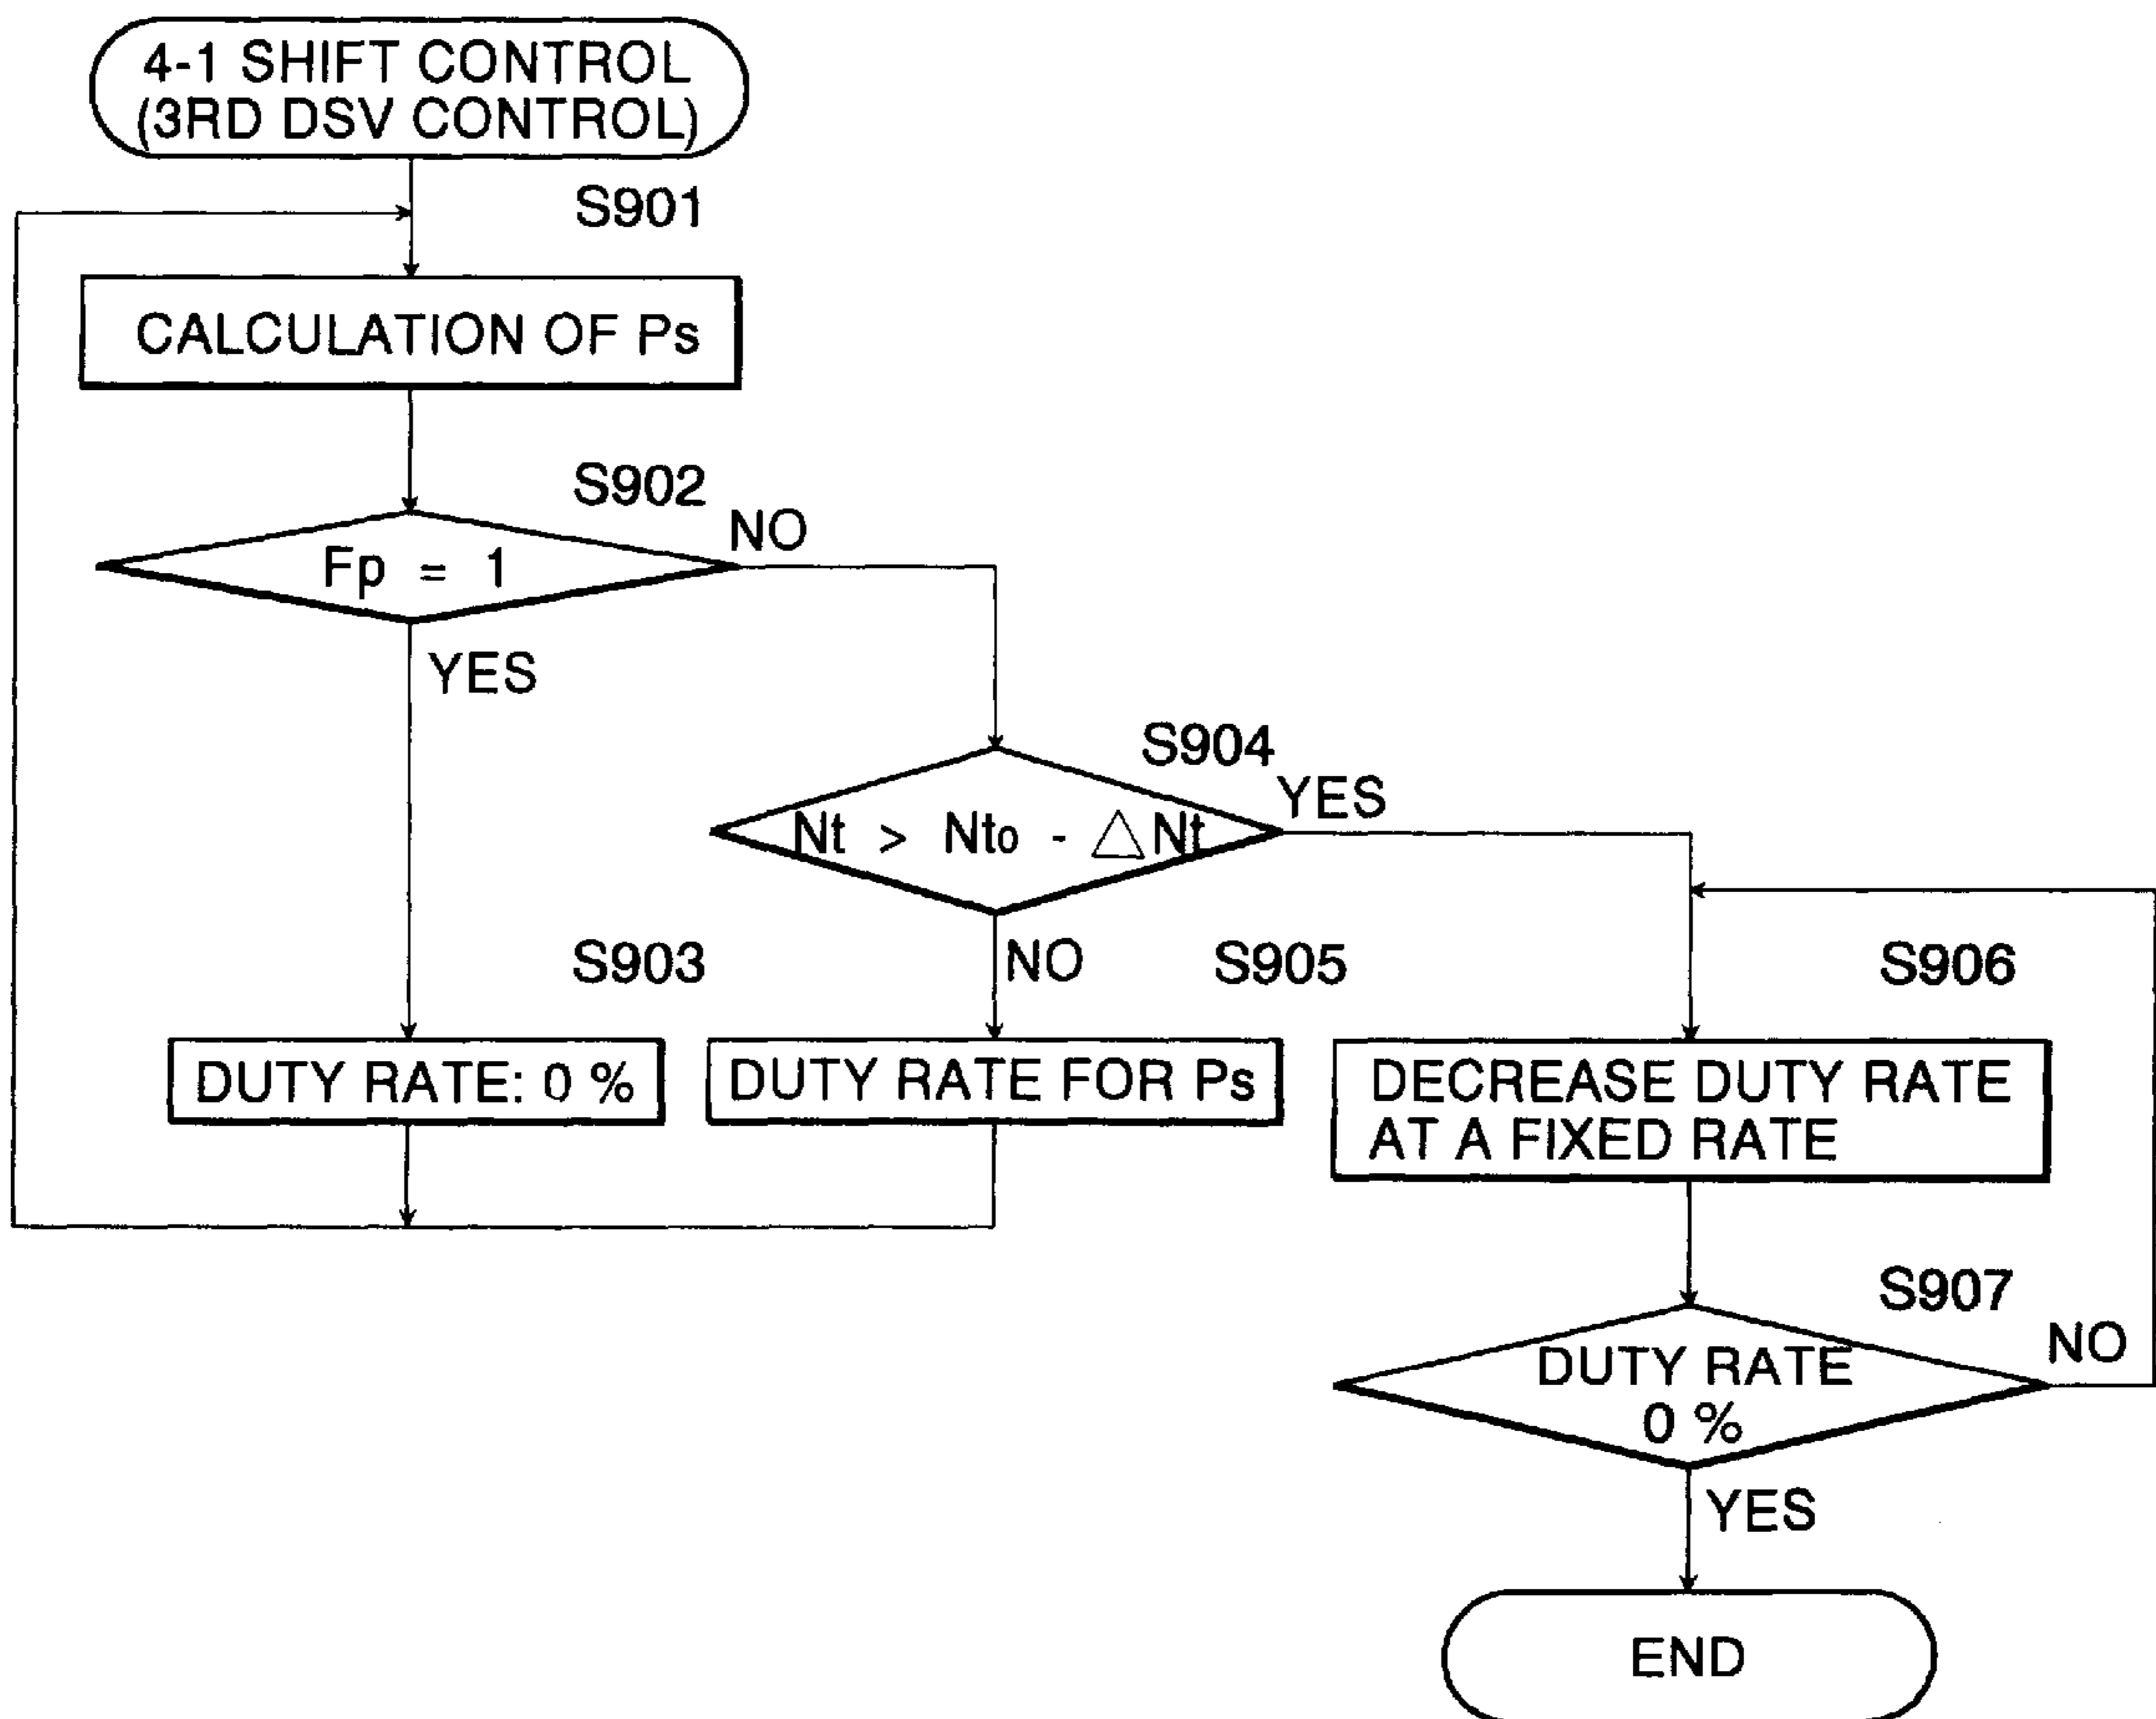 4-1 SHIFT CONTROL
(3RD DSV CONTROL)
S901
CALCULATION OF Ps
S902
NO
Fp = 1
YES
S904
YES
Nt > Nto - △Nt
S903
NO
S905
S906
DUTY RATE: 0 %
DUTY RATE FOR Ps
DECREASE DUTY RATE
AT A FIXED RATE
S907
NO
DUTY RATE
0 %
YES
END